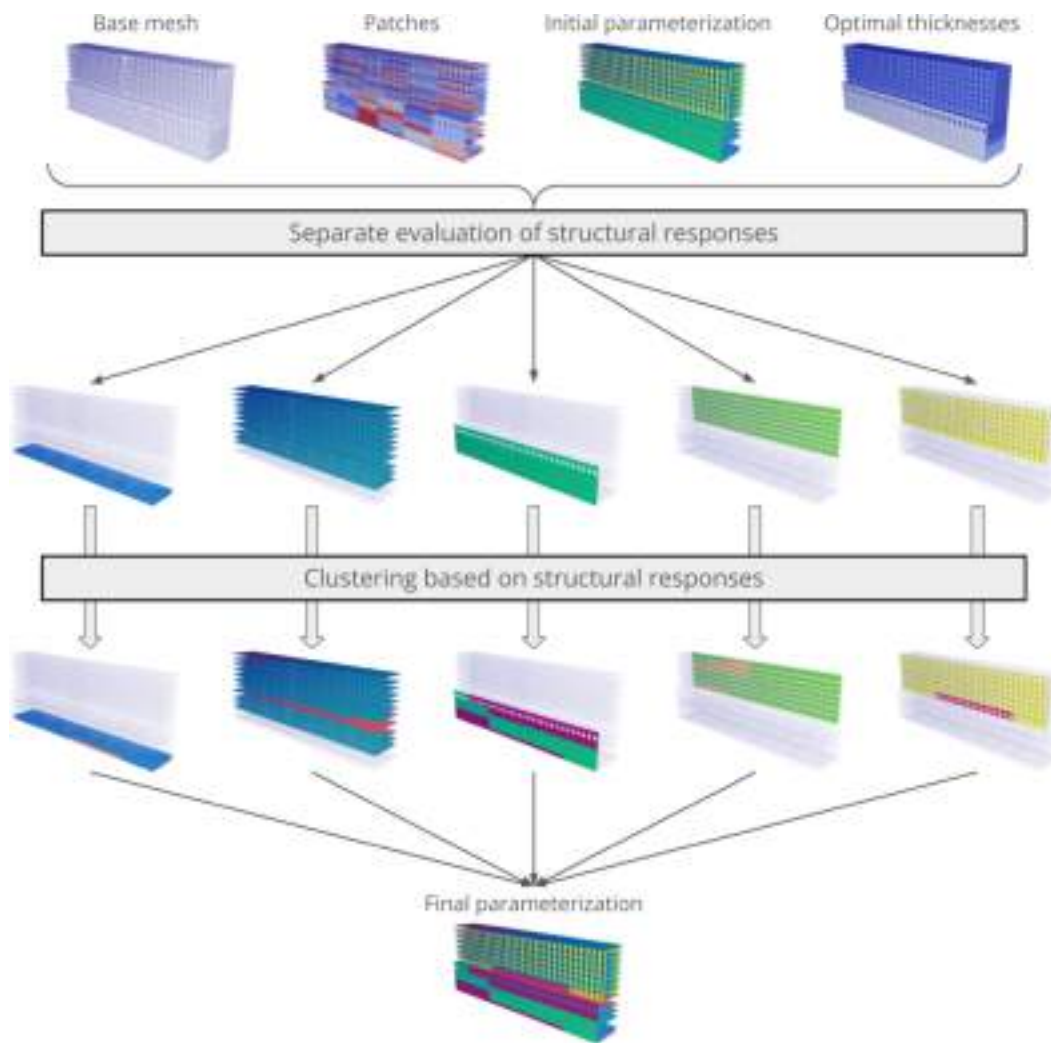 Base mesh
Patches
Initial parameterization
Optimal thicknesses
Separate evaluation of structural responses
Clustering based on structural responses
Final parameterization